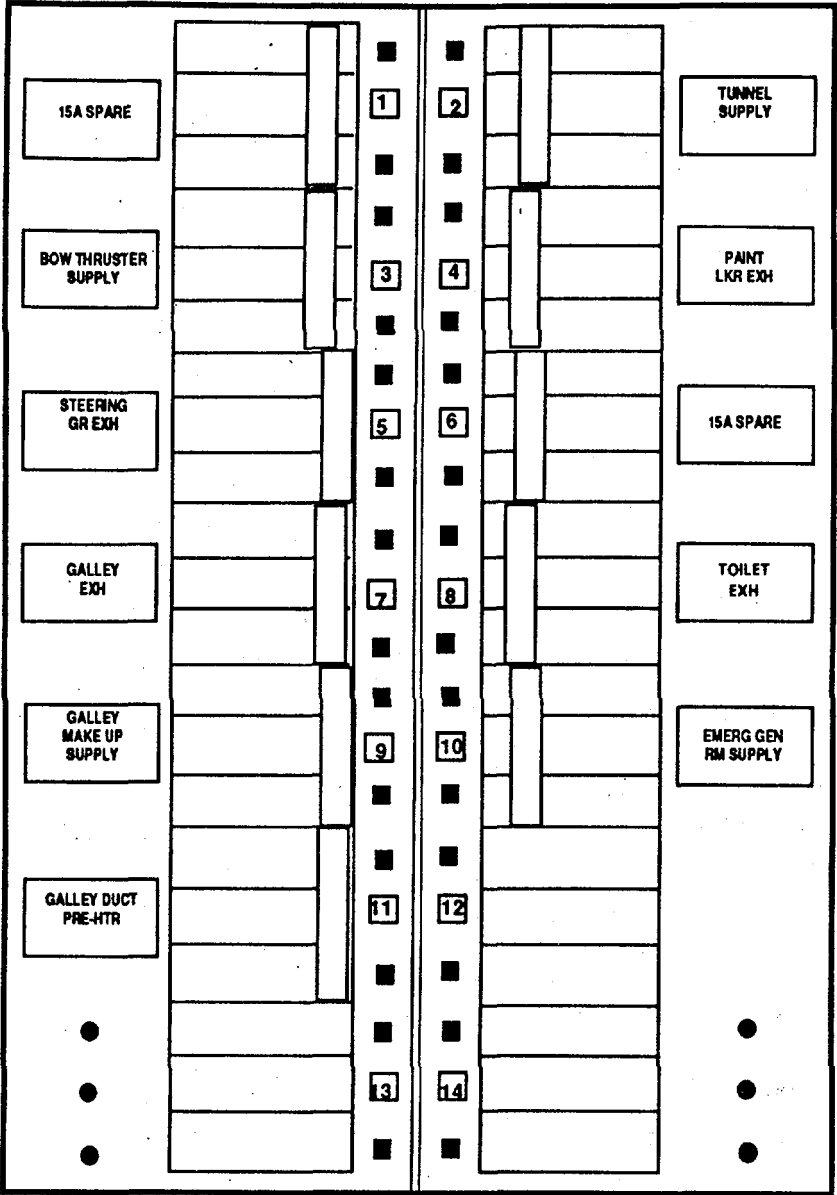 15A SPARE
1
2
TUNNEL
SUPPLY
BOW THRUSTER
SUPPLY
3
4
PAINT
LKR EXH
STEERING
GR EXH
5
6
15A SPARE
GALLEY
EXH
7
8
TOILET
EXH
GALLEY
MAKE UP
SUPPLY
9
10
EMERG GEN
RM SUPPLY
GALLEY DUCT
PRE-HTR
11
12
13
14